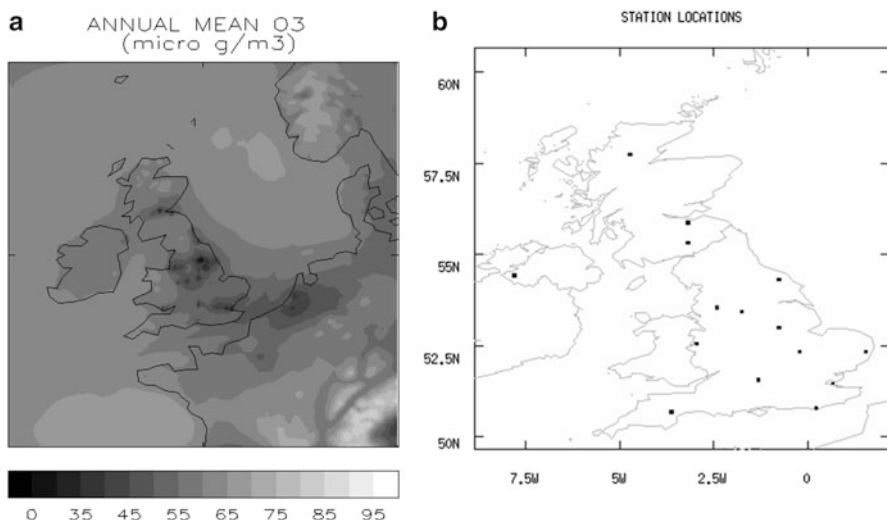 a
ANNUAL MEAN O3
(micro g/m3)
0 35 45 55 65 75 85 95
b
STATION LOCATIONS
60N
57.5N
55N
52.5N
50N
7.5W 5W 2.5W 0